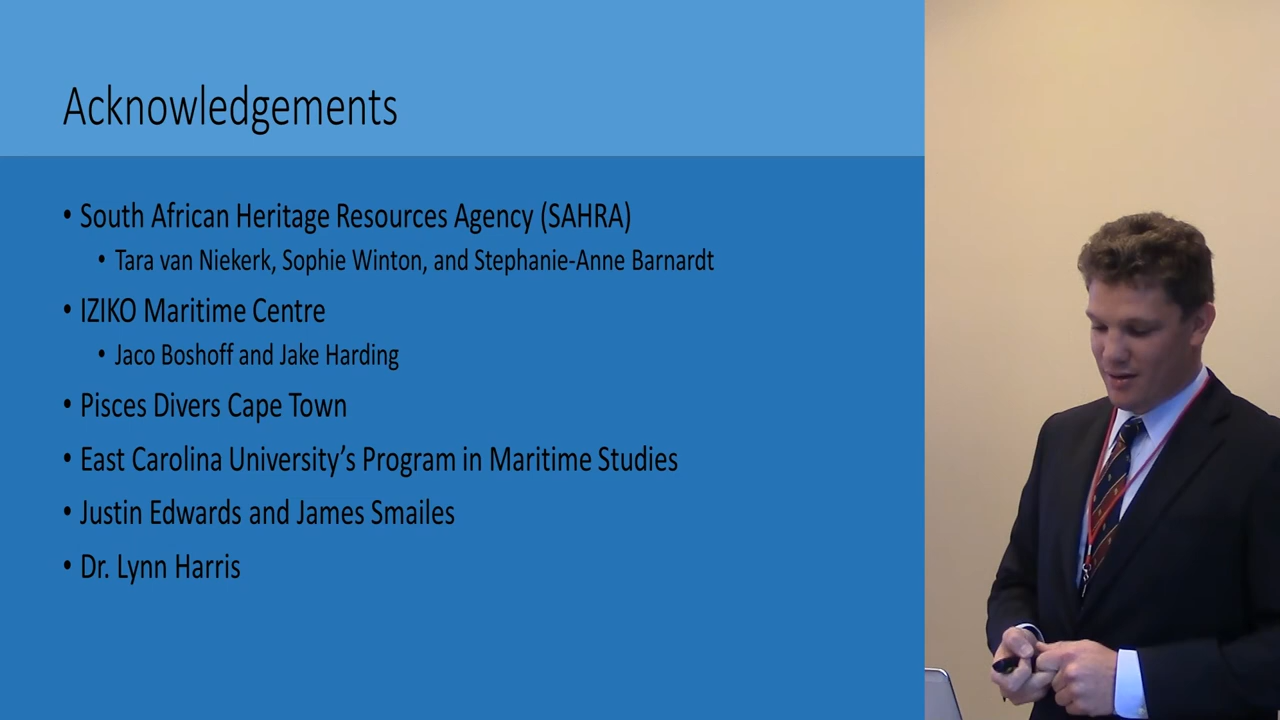 Acknowledgements
• South African Heritage Resources Agency (SAHRA)
• Tara van Niekerk, Sophie Winton, and Stephanie-Anne Barnardt
• IZIKO Maritime Centre
• Jaco Boshoff and Jake Harding
• Pisces Divers Cape Town
• East Carolina University’s Program in Maritime Studies
• Justin Edwards and James Smailes
• Dr. Lynn Harris